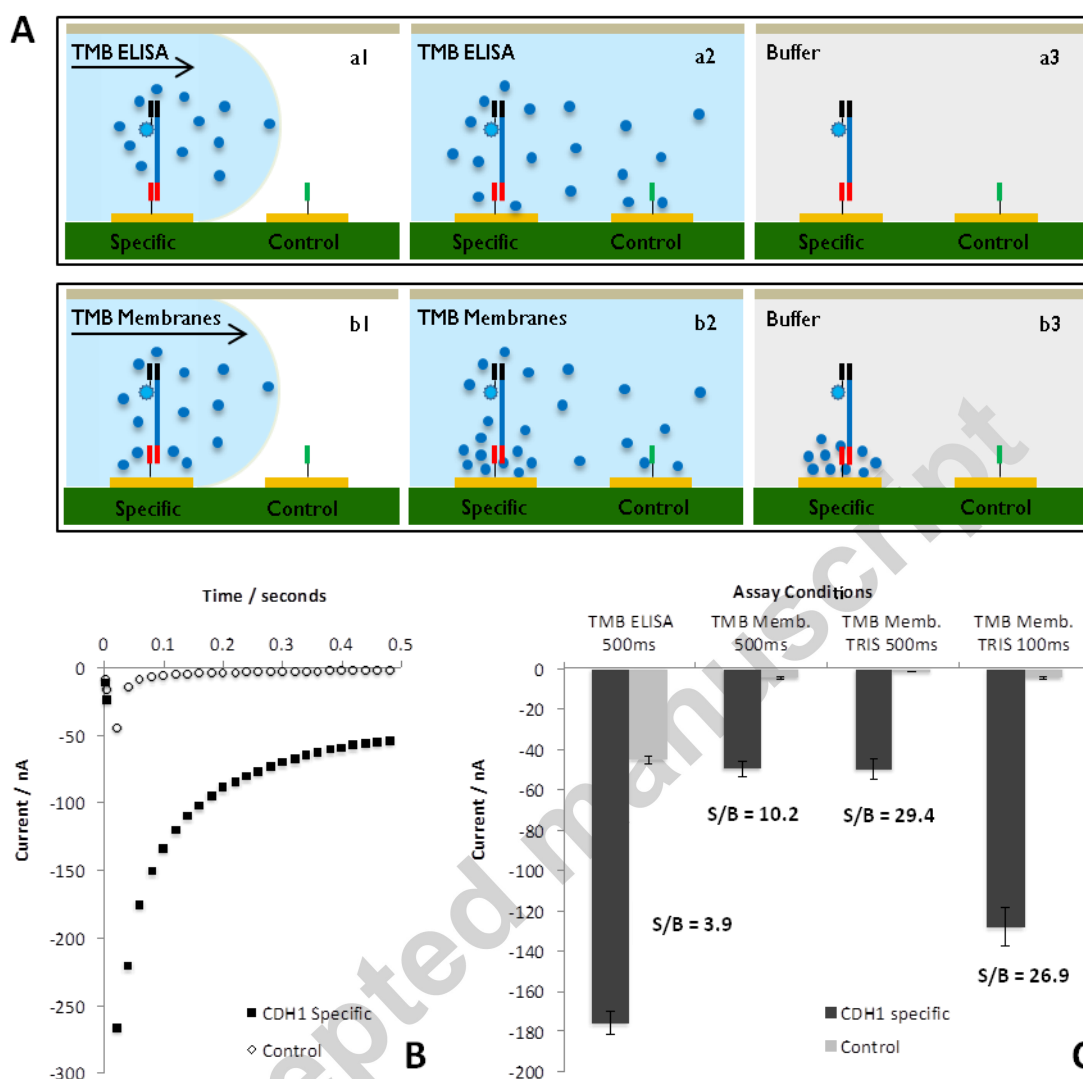 A
TMB ELISA
a1
Specific
Control
TMB ELISA
a2
Specific
Control
Buffer
a3
Specific
Control
TMB Membranes
b1
Specific
Control
TMB Membranes
b2
Specific
Control
Buffer
b3
Specific
Control
Time / seconds
0 0.1 0.2 0.3 0.4 0.5
Current / nA
0
-50
-100
-150
-200
-250
-300
CDH1 Specific
Control
B
Assay Conditions
TMB ELISA
500ms
TMB Memb.
500ms
TMB Memb.
TRIS 500ms
TMB Memb.
TRIS 100ms
Current / nA
0
-20
-40
-60
-80
-100
-120
-140
-160
-180
-200
S/B = 3.9
S/B = 10.2
S/B = 29.4
S/B = 26.9
CDH1 specific
Control
C
epted manuscript